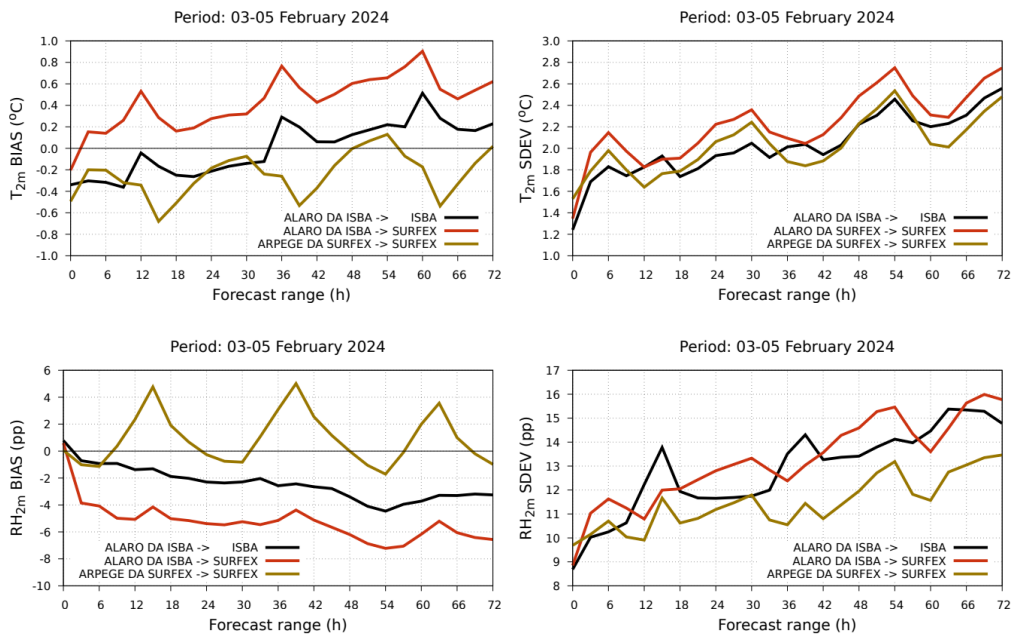 Period: 03-05 February 2024
T2m BIAS (ºC)
1.0
0.8
0.6
0.4
0.2
0.0
-0.2
-0.4
-0.6
-0.8
-1.0
ALARO DA ISBA -> ISBA
ALARO DA ISBA -> SURFEX
ARPEGE DA SURFEX -> SURFEX
0 6 12 18 24 30 36 42 48 54 60 66 72
Forecast range (h)
Period: 03-05 February 2024
T2m SDEV (ºC)
3.0
2.8
2.6
2.4
2.2
2.0
1.8
1.6
1.4
1.2
1.0
ALARO DA ISBA -> ISBA
ALARO DA SURFEX -> SURFEX
ARPEGE DA SURFEX -> SURFEX
0 6 12 18 24 30 36 42 48 54 60 66 72
Forecast range (h)
Period: 03-05 February 2024
RH2m BIAS (pp)
6
4
2
0
-2
-4
-6
-8
-10
ALARO DA ISBA -> ISBA
ALARO DA ISBA -> SURFEX
ARPEGE DA SURFEX -> SURFEX
0 6 12 18 24 30 36 42 48 54 60 66 72
Forecast range (h)
Period: 03-05 February 2024
RH2m SDEV (pp)
17
16
15
14
13
12
11
10
9
8
ALARO DA ISBA -> ISBA
ALARO DA ISBA -> SURFEX
ARPEGE DA SURFEX -> SURFEX
0 6 12 18 24 30 36 42 48 54 60 66 72
Forecast range (h)